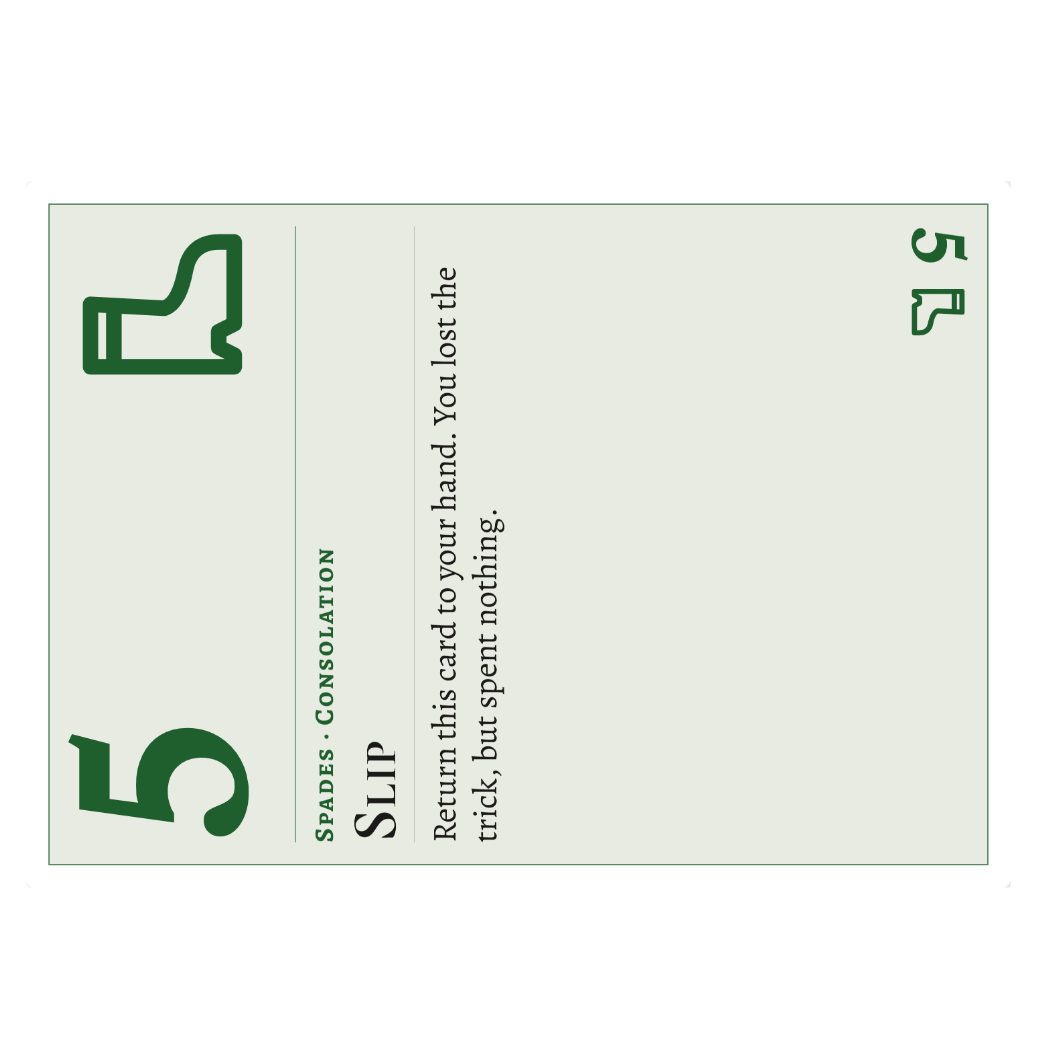 5
Spades · Consolation
Slip
Return this card to your hand. You lost the
trick, but spent nothing.
5